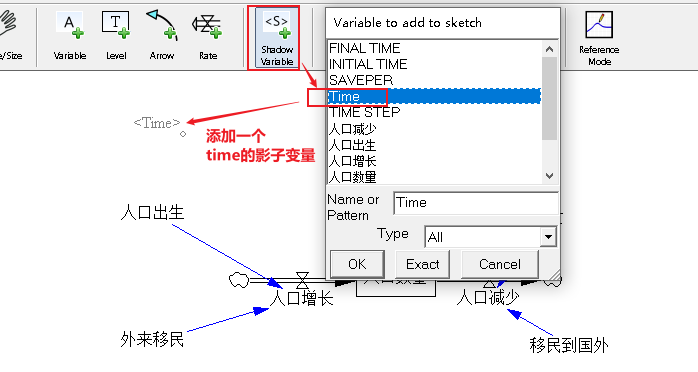 <S>
Variable to add to sketch
A
T
e/Size
Variable
Level
Arrow
Rate
Shadow
Variable
Reference
Mode
FINAL TIME
INITIAL TIME
SAVEPER
Time
TIME STEP
人口减少
人口出生
人口增长
人口数量
<Time>
添加一个
time的影子变量
Name or
Pattern
Time
Type
All
OK
Exact
Cancel
人口出生
人口数量
人口增长
人口减少
外来移民
移民到国外